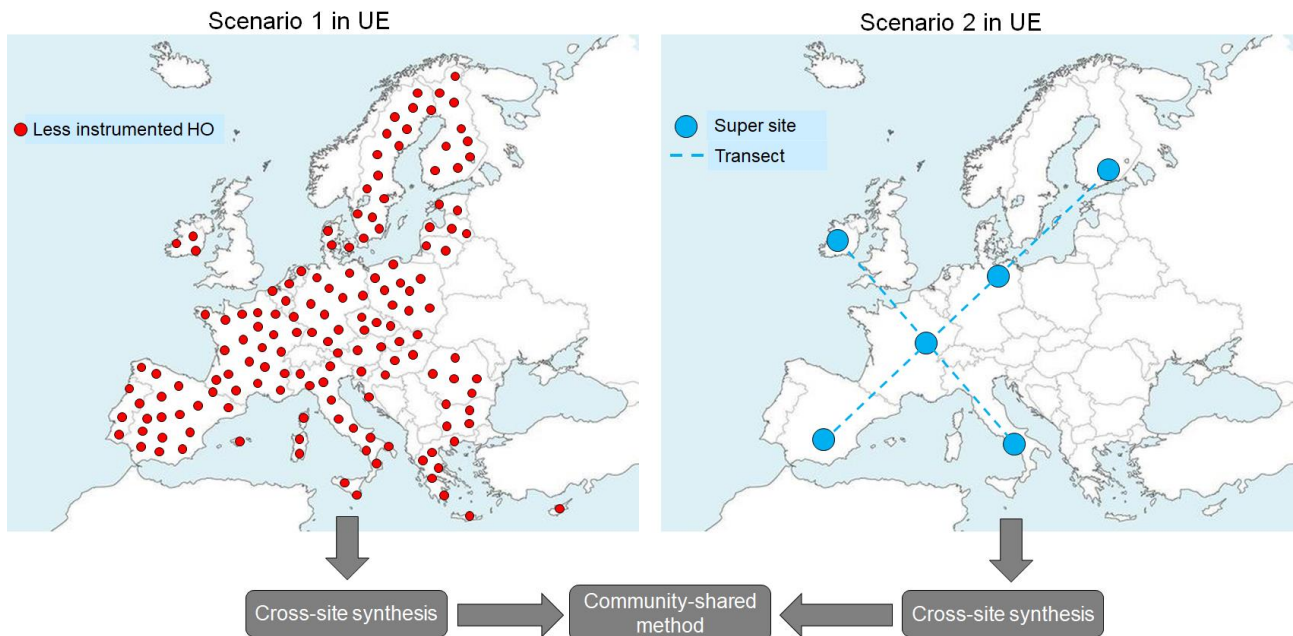 Scenario 1 in UE
Less instrumented HO
Scenario 2 in UE
Super site
Transect
Cross-site synthesis
Community-shared
method
Cross-site synthesis